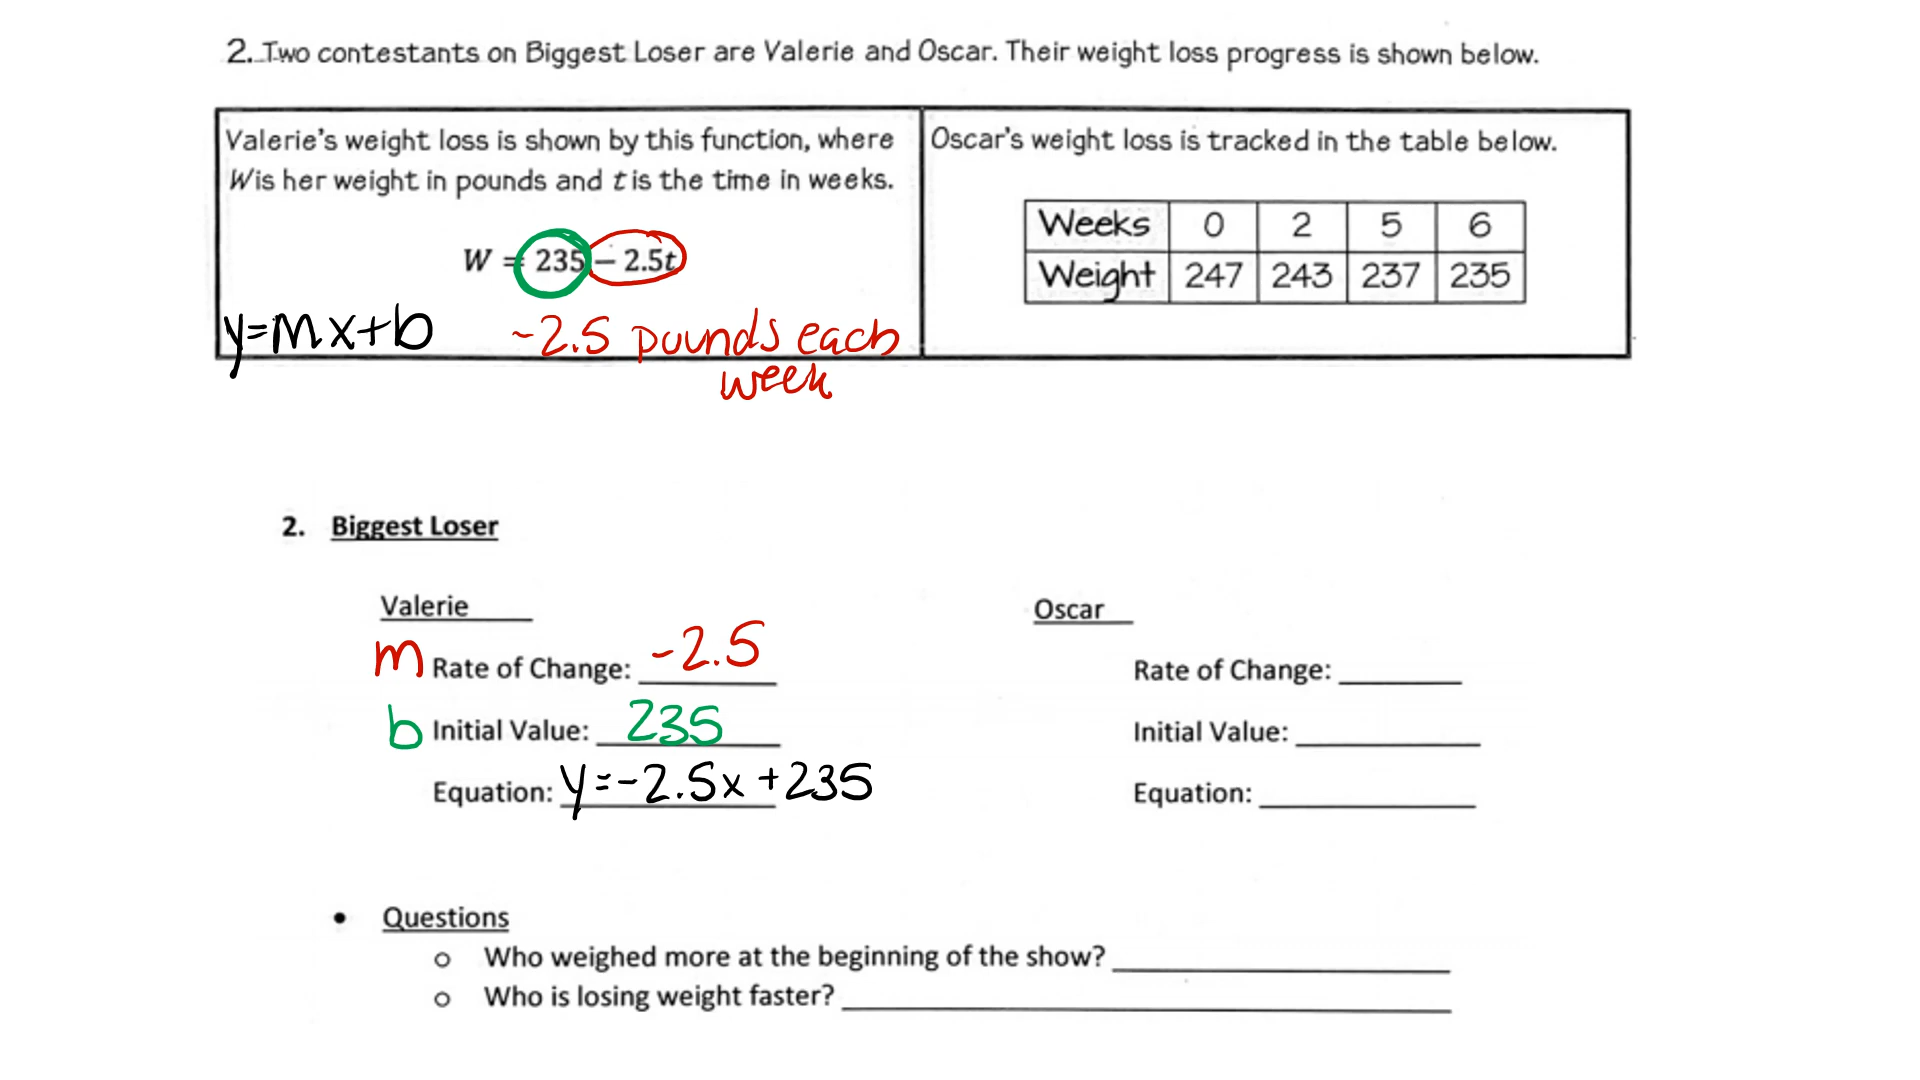 2. Two contestants on Biggest Loser are Valerie and Oscar. Their weight loss progress is shown below.
Valerie's weight loss is shown by this function, where
W is her weight in pounds and t is the time in weeks.
W = 235 – 2.5t
y=mx+b
-2.5 pounds each
week
Oscar's weight loss is tracked in the table below.
Weeks 0 2 5 6
Weight 247 243 237 235
2. Biggest Loser
Valerie
m Rate of Change: -2.5
b Initial Value: 235
Equation: y=-2.5x+235
Oscar
Rate of Change:
Initial Value:
Equation:
• Questions
o Who weighed more at the beginning of the show?
o Who is losing weight faster?